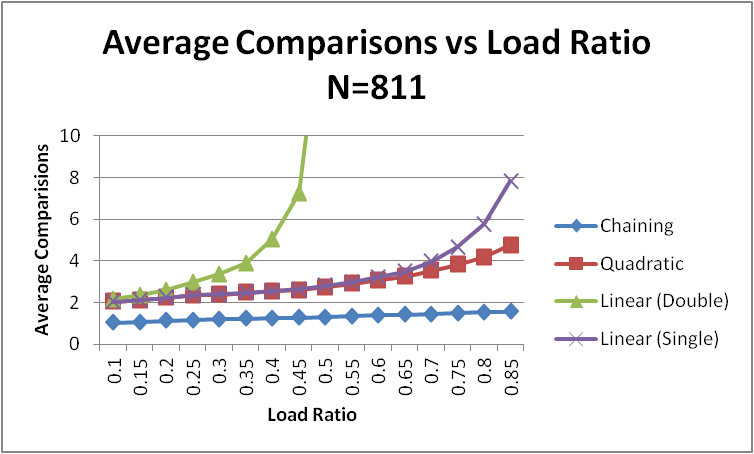 Average Comparisons vs Load Ratio
N=811
Average Comparisions
10
8
6
4
2
0
0.1
0.15
0.2
0.25
0.3
0.35
0.4
0.45
0.5
0.55
0.6
0.65
0.7
0.75
0.8
0.85
Load Ratio
Chaining
Quadratic
Linear (Double)
Linear (Single)